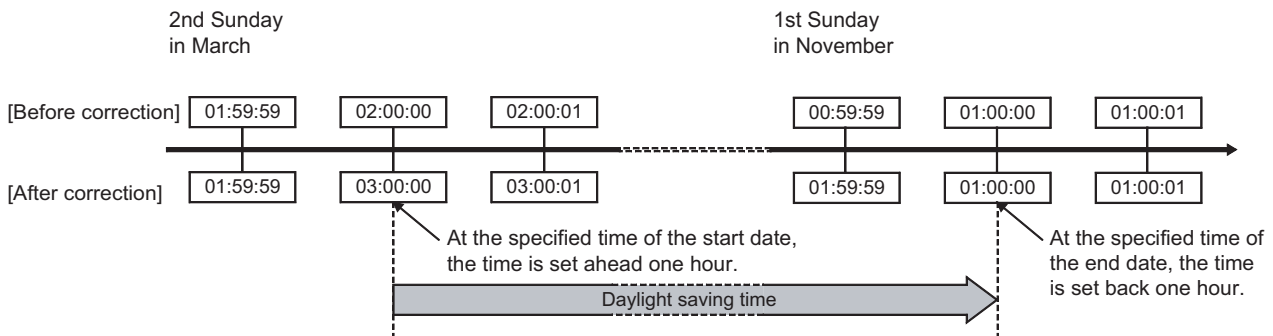 2nd Sunday
in March
1st Sunday
in November
[Before correction] 01:59:59 02:00:00 02:00:01 00:59:59 01:00:00 01:00:01
[After correction] 01:59:59 03:00:00 03:00:01 01:59:59 01:00:00 01:00:01
At the specified time of the start date,
the time is set ahead one hour.
At the specified time of
the end date, the time
is set back one hour.
Daylight saving time